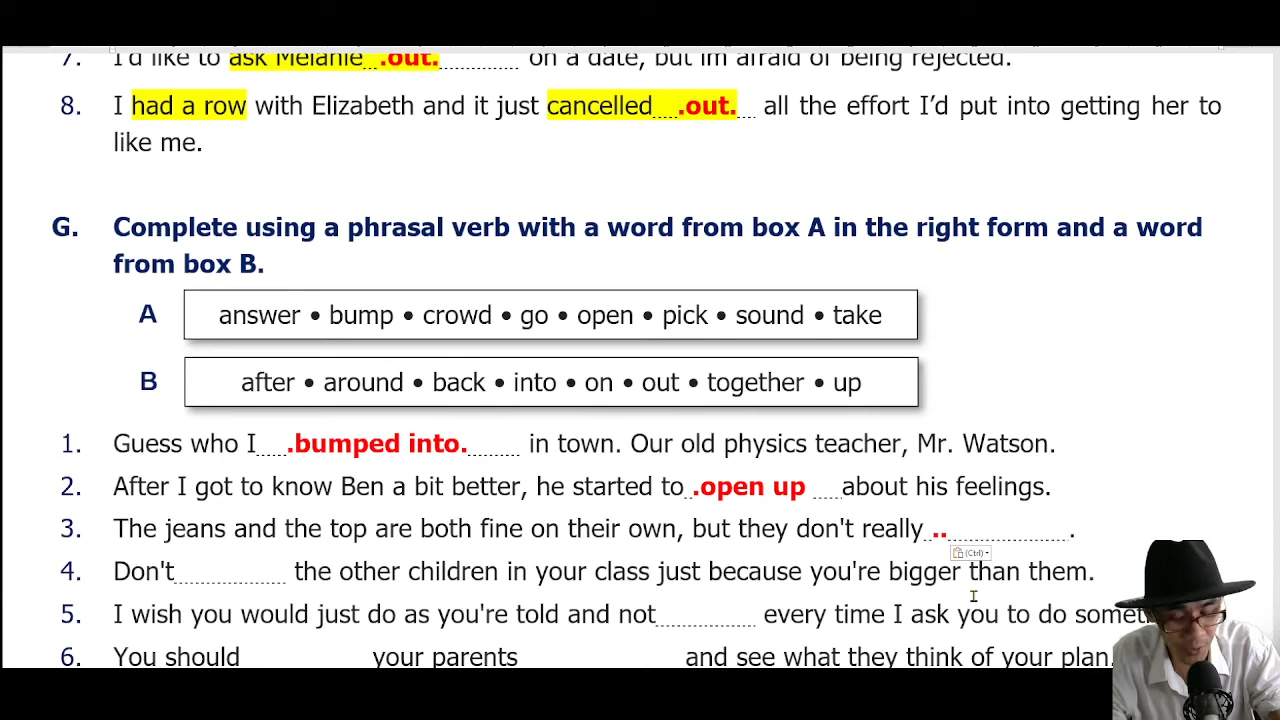 7. I'd like to ask Melanie .out. on a date, but im afraid of being rejected.
8. I had a row with Elizabeth and it just cancelled .out. all the effort I’d put into getting her to
like me.
G. Complete using a phrasal verb with a word from box A in the right form and a word
from box B.
A answer • bump • crowd • go • open • pick • sound • take
B after • around • back • into • on • out • together • up
1. Guess who I .bumped into. in town. Our old physics teacher, Mr. Watson.
2. After I got to know Ben a bit better, he started to .open up about his feelings.
3. The jeans and the top are both fine on their own, but they don't really .. .
(Ctrl)
4. Don't the other children in your class just because you're bigger than them.
5. I wish you would just do as you're told and not every time I ask you to do
6. You should your parents and see what they think of your plan.